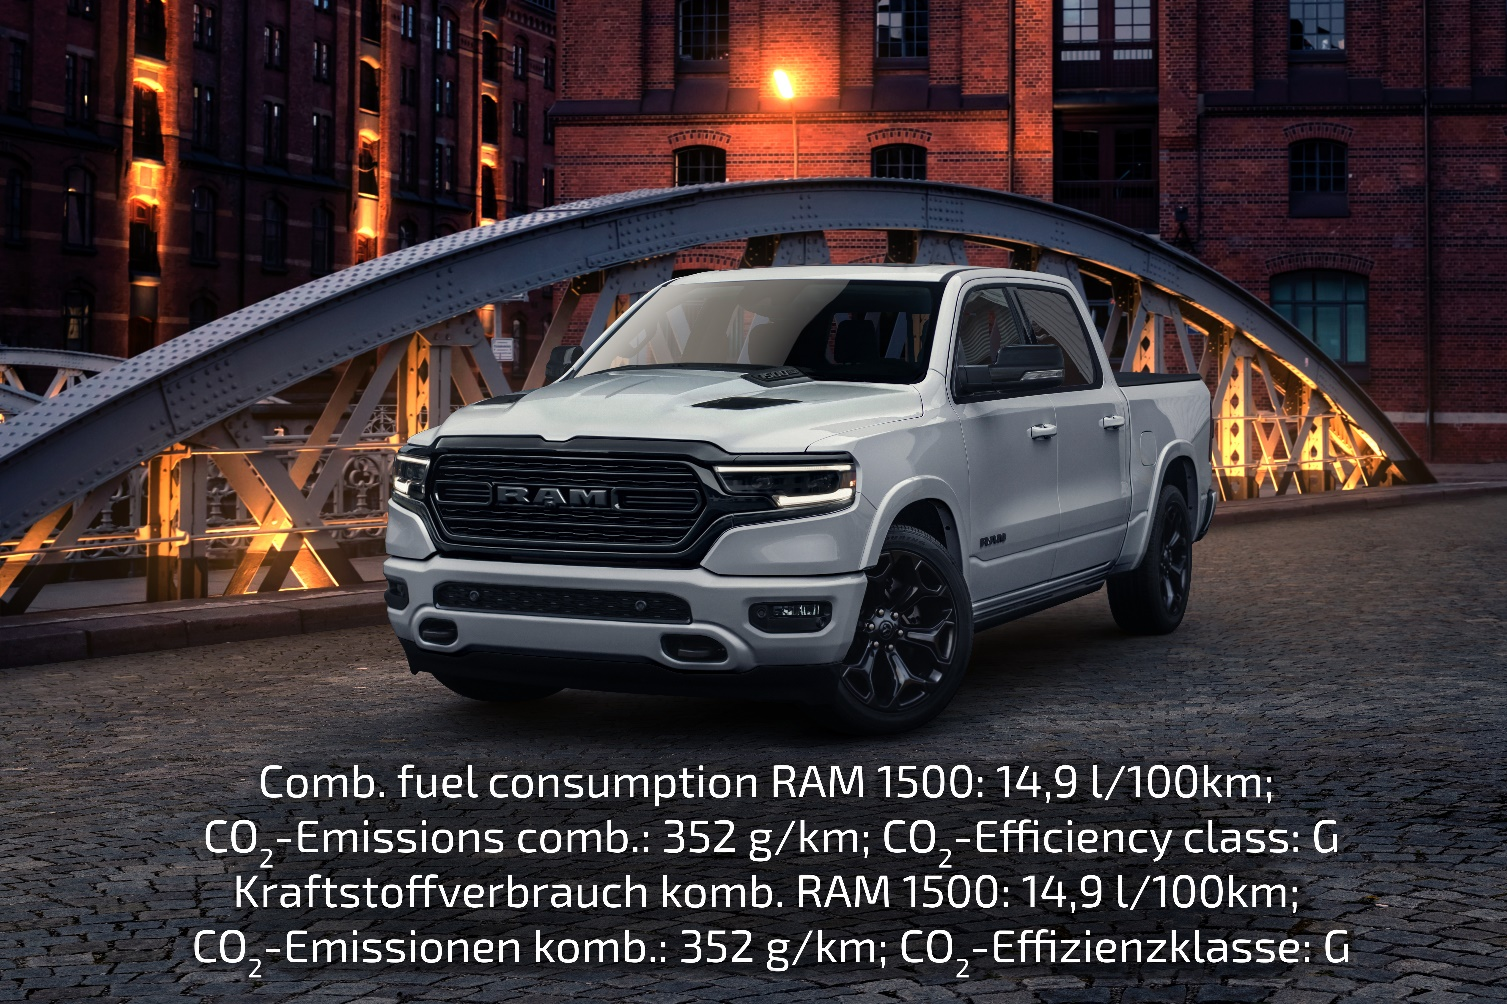 RAM
RAM
Comb. fuel consumption RAM 1500: 14,9 l/100km;
CO₂-Emissions comb.: 352 g/km; CO₂-Efficiency class: G
Kraftstoffverbrauch komb. RAM 1500: 14,9 l/100km;
CO₂-Emissionen komb.: 352 g/km; CO₂-Effizienzklasse: G